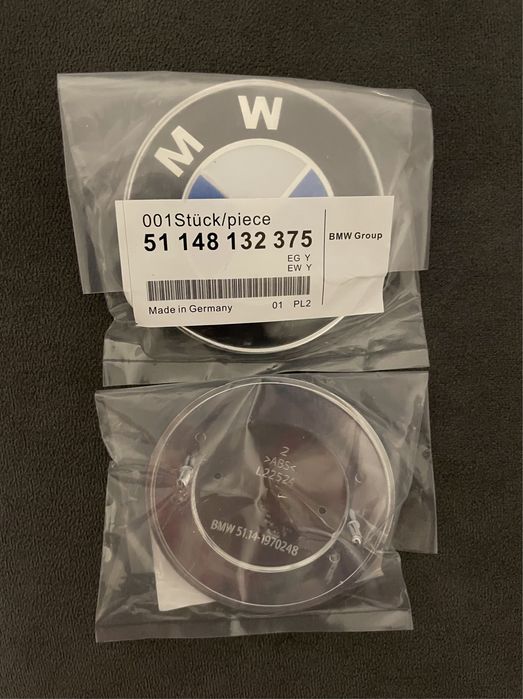 M W
001Stück/piece
51 148 132 375
BMW Group
EG Y
EW Y
Made in Germany 01 PL2
2
>ABS<
BMW 51.14-1970248